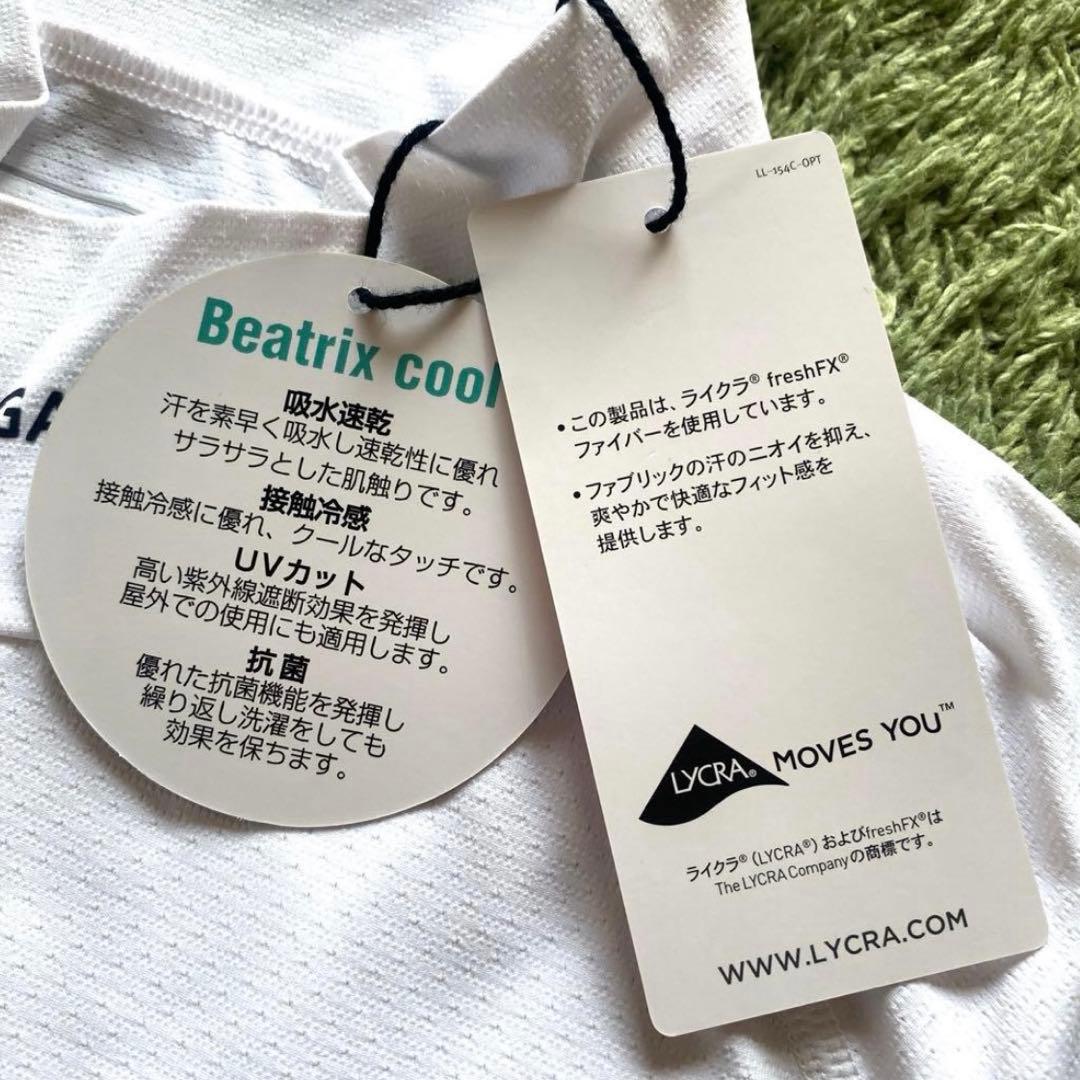 Beatrix cool
吸水速乾
汗を素早く吸水し速乾性に優れ
サラサラとした肌触りです。
接触冷感
接触冷感に優れ、クールなタッチです。
UVカット
高い紫外線遮断効果を発揮し
屋外での使用にも適用します。
抗菌
優れた抗菌機能を発揮し
繰り返し洗濯をしても
効果を保ちます。
LL-154C-OPT
•この製品は、ライクラ® freshFX®
ファイバーを使用しています。
•ファブリックの汗のニオイを抑え、
爽やかで快適なフィット感を
提供します。
LYCRA® MOVES YOU™
ライクラ®(LYCRA®)およびfreshFX®は
The LYCRA Companyの商標です。
WWW.LYCRA.COM